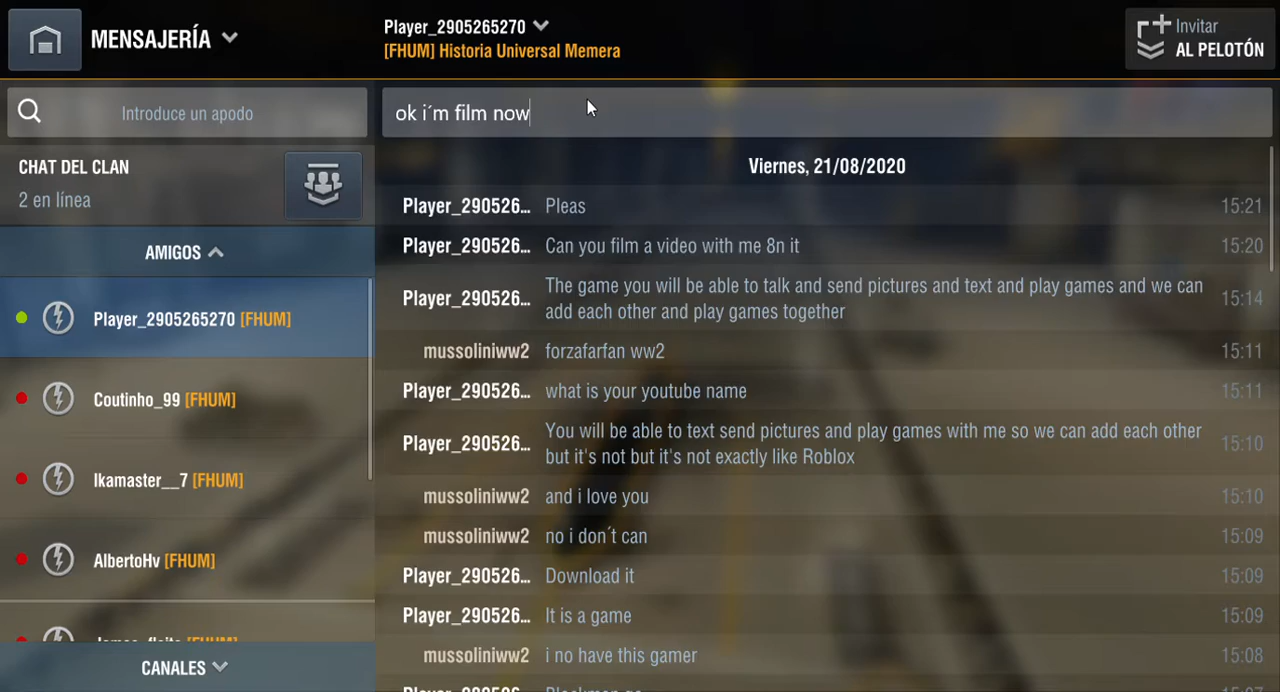 MENSAJERÍA
Player_2905265270
[FHUM] Historia Universal Memera
Invitar
AL PELOTÓN
Introduce un apodo
ok i´m film now
CHAT DEL CLAN
2 en línea
AMIGOS
Player_2905265270 [FHUM]
Coutinho_99 [FHUM]
Ikamaster__7 [FHUM]
AlbertoHv [FHUM]
CANALES
Viernes, 21/08/2020
Player_290526... Pleas 15:21
Player_290526... Can you film a video with me 8n it 15:20
Player_290526... The game you will be able to talk and send pictures and text and play games and we can
add each other and play games together 15:14
mussoliniww2 forzafarfan ww2 15:11
Player_290526... what is your youtube name 15:11
Player_290526... You will be able to text send pictures and play games with me so we can add each other
but it's not but it's not exactly like Roblox 15:10
mussoliniww2 and i love you 15:10
mussoliniww2 no i don´t can 15:09
Player_290526... Download it 15:09
Player_290526... It is a game 15:09
mussoliniww2 i no have this gamer 15:08